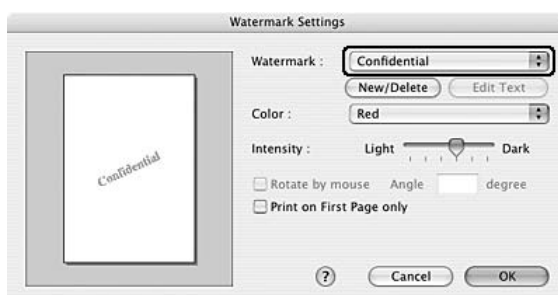 Watermark Settings
Watermark : Confidential
New/Delete Edit Text
Color : Red
Intensity : Light Dark
Confidential
Rotate by mouse Angle degree
Print on First Page only
? Cancel OK